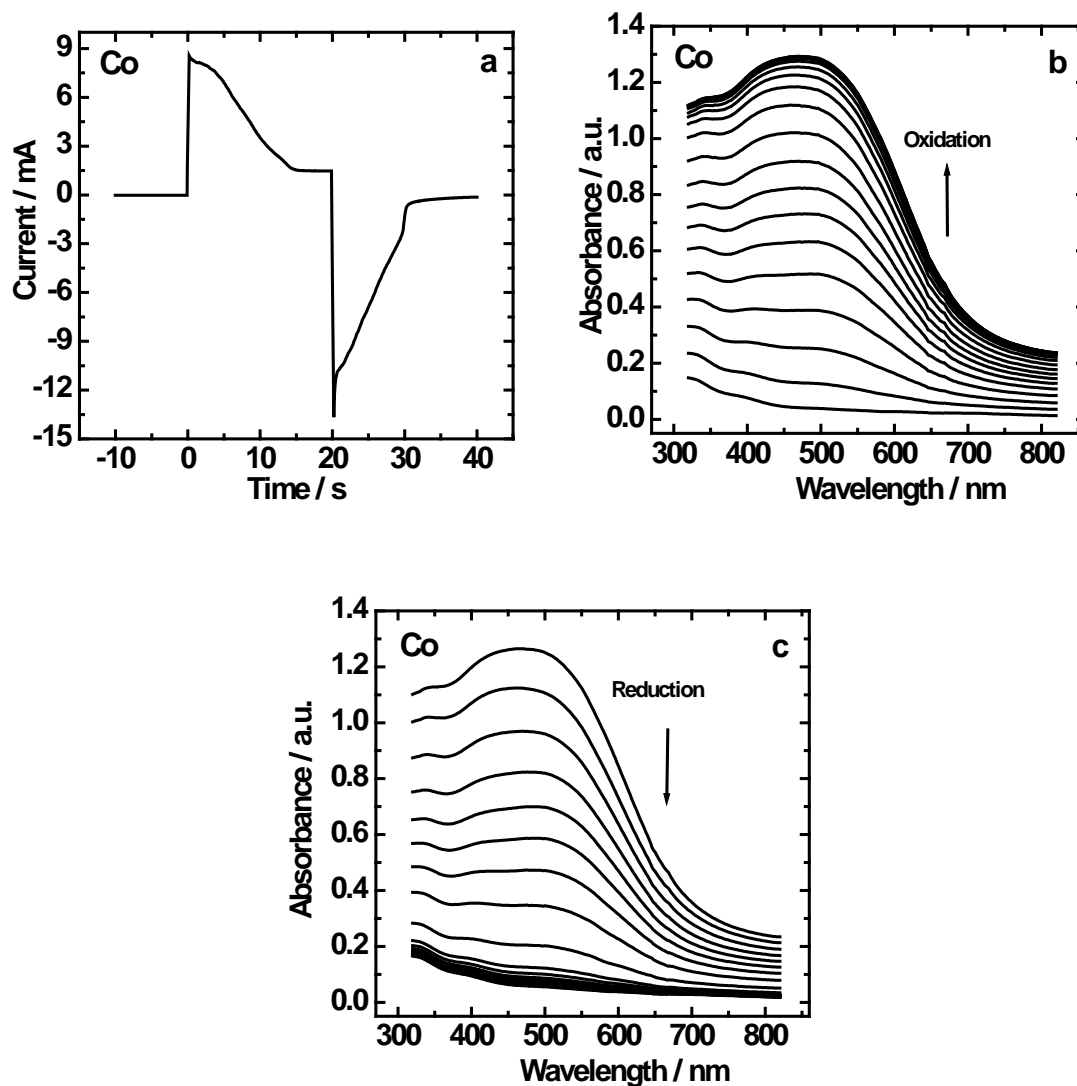 Co
a
9
6
3
0
-3
-6
-9
-12
-15
Current / mA
-10 0 10 20 30 40
Time / s
Co
b
Oxidation
1.4
1.2
1.0
0.8
0.6
0.4
0.2
0.0
Absorbance / a.u.
300 400 500 600 700 800
Wavelength / nm
Co
c
Reduction
1.4
1.2
1.0
0.8
0.6
0.4
0.2
0.0
Absorbance / a.u.
300 400 500 600 700 800
Wavelength / nm